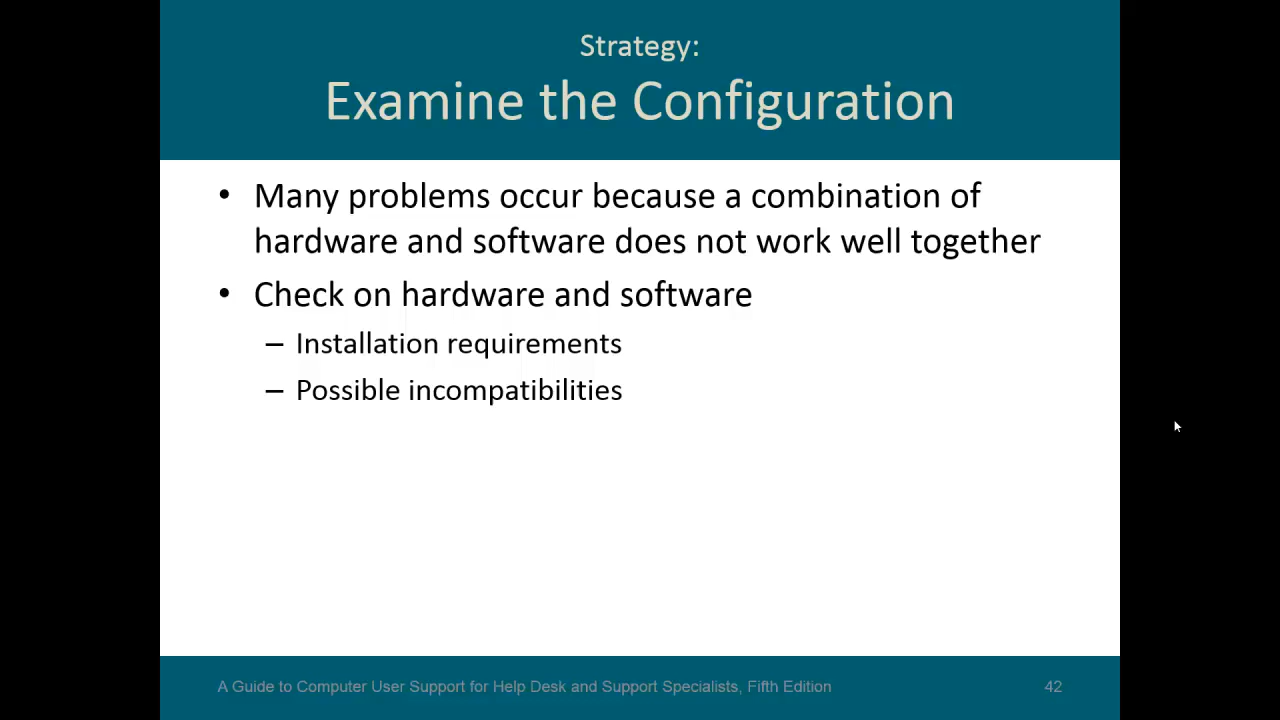 Strategy:
Examine the Configuration
• Many problems occur because a combination of
hardware and software does not work well together
• Check on hardware and software
– Installation requirements
– Possible incompatibilities
A Guide to Computer User Support for Help Desk and Support Specialists, Fifth Edition
42